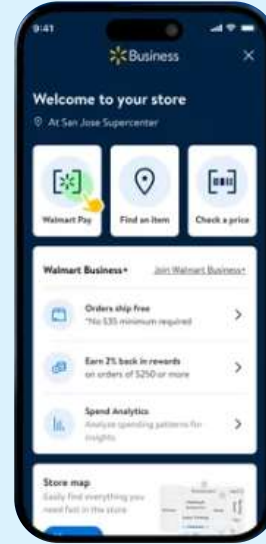 9:41
Business
Welcome to your store
At San Jose Supercenter
Walmart Pay
Find an item
Check a price
Walmart Business+
Join Walmart Business+
Orders ship free
*No $35 minimum required
Earn 2% back in rewards
on orders of $250 or more
Spend Analytics
Analyze spending patterns for
insights
Store map
Easily find everything you
need fast in the store